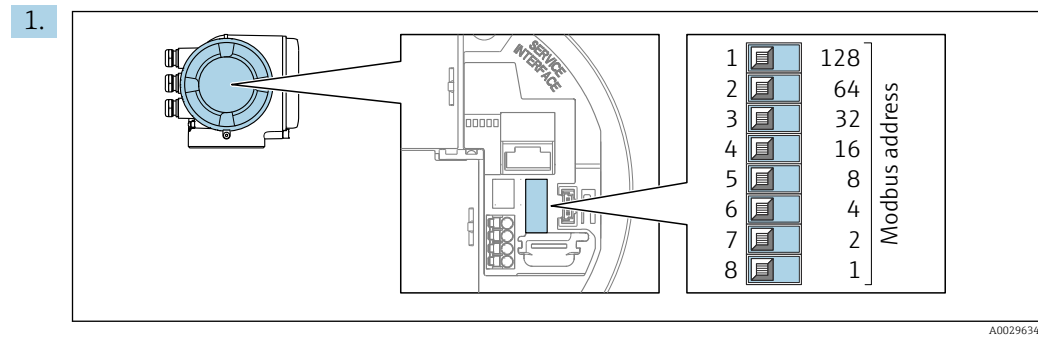 1.
SERVICE
INTERFACE
1 128
2 64
3 32
4 16
5 8
6 4
7 2
8 1
Modbus address
A0029634